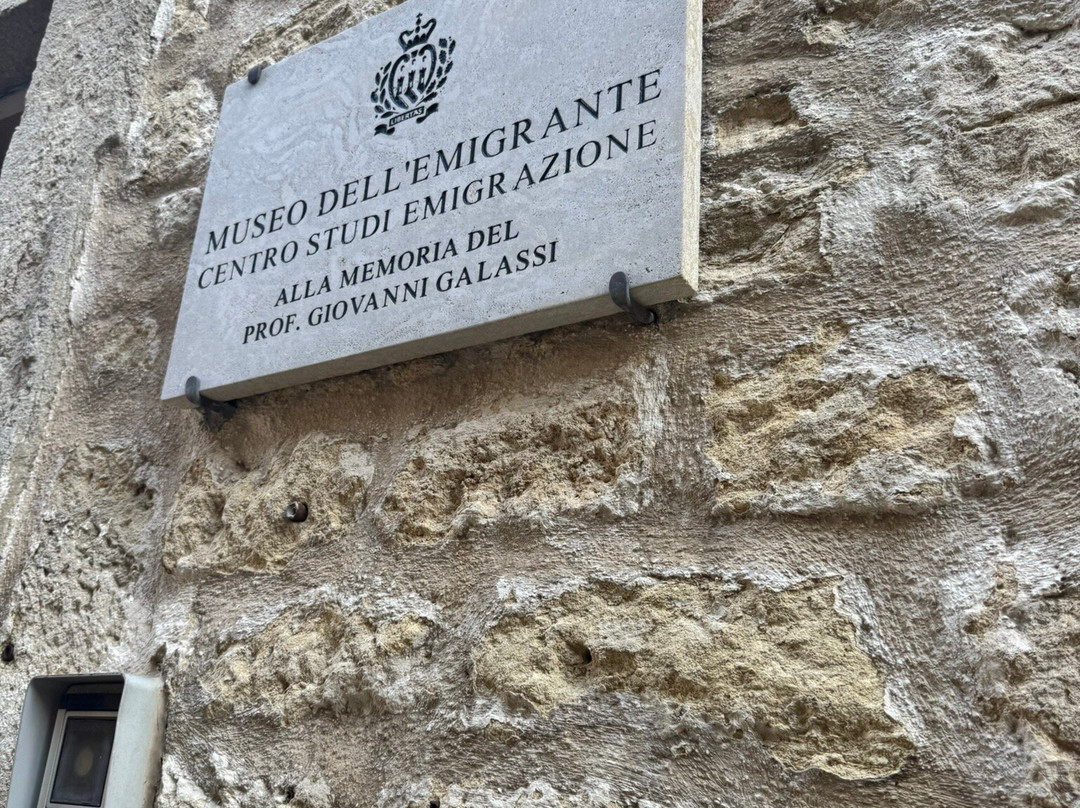 LIBERTAS
MUSEO DELL'EMIGRANTE
CENTRO STUDI EMIGRAZIONE
ALLA MEMORIA DEL
PROF. GIOVANNI GALASSI